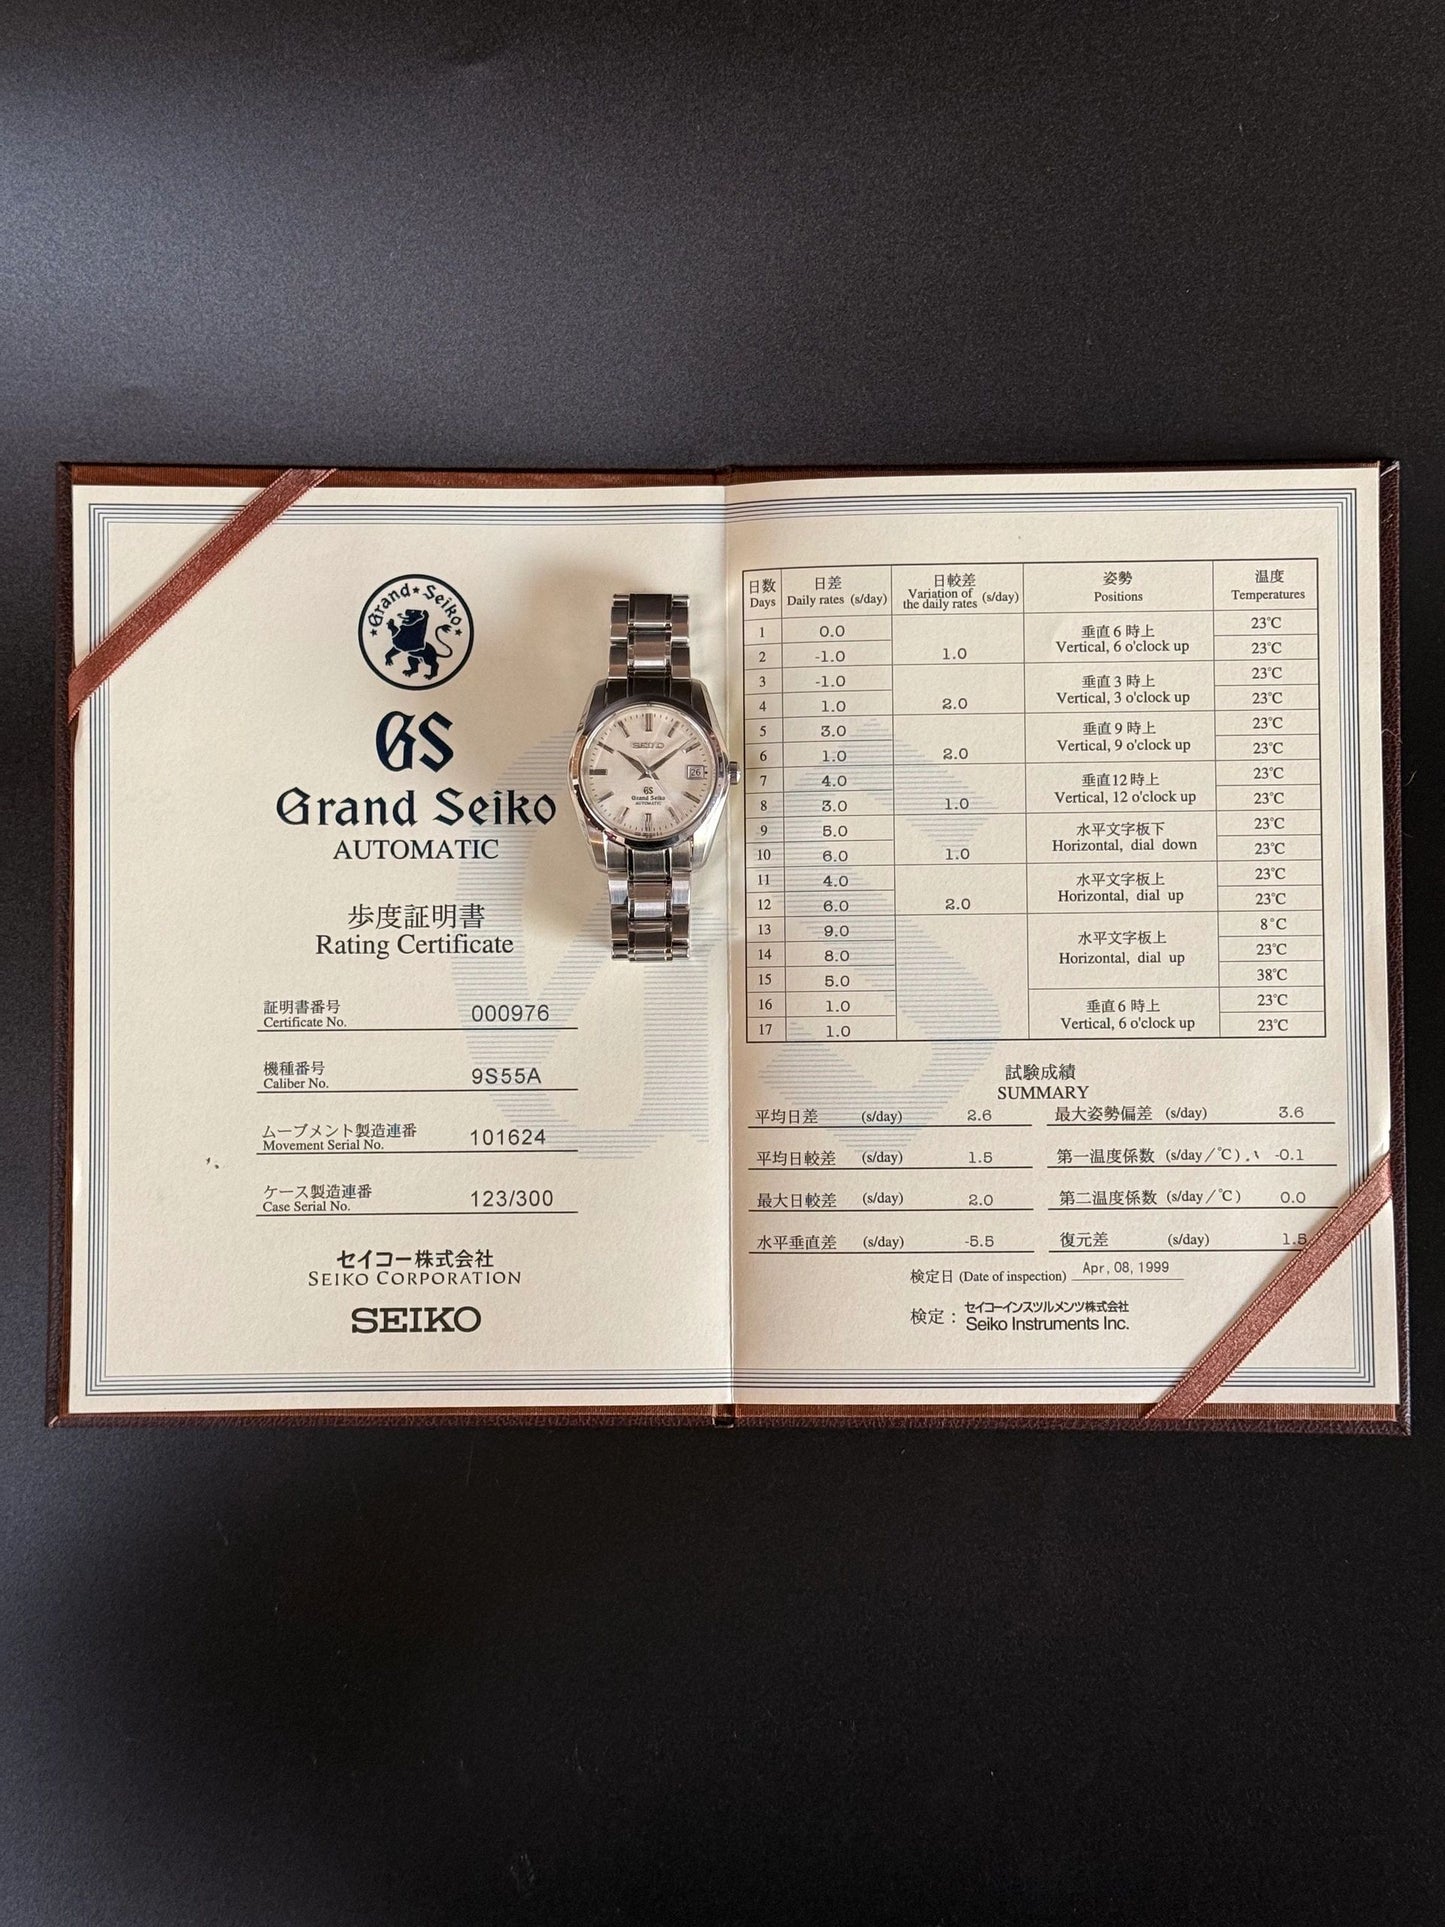 Grand★Seiko
GS
Grand Seiko
AUTOMATIC
歩度証明書
Rating Certificate
証明書番号
Certificate No. 000976
機種番号
Caliber No. 9S55A
ムーブメント製造連番
Movement Serial No. 101624
ケース製造連番
Case Serial No. 123/300
セイコー株式会社
SEIKO CORPORATION
SEIKO
SEIKO
26
GS
Grand Seiko
AUTOMATIC
日数 日差 日較差 姿勢 温度
Days Daily rates (s/day) Variation of the daily rates (s/day) Positions Temperatures
1 0.0 垂直6時上 23℃
2 -1.0 1.0 Vertical, 6 o'clock up 23℃
3 -1.0 垂直3時上 23℃
4 1.0 2.0 Vertical, 3 o'clock up 23℃
5 3.0 垂直9時上 23℃
6 1.0 2.0 Vertical, 9 o'clock up 23℃
7 4.0 垂直12時上 23℃
8 3.0 1.0 Vertical, 12 o'clock up 23℃
9 5.0 水平文字板下 23℃
10 6.0 1.0 Horizontal, dial down 23℃
11 4.0 水平文字板上 23℃
12 6.0 2.0 Horizontal, dial up 23℃
13 9.0 水平文字板上 8℃
14 8.0 Horizontal, dial up 23℃
15 5.0 38℃
16 1.0 垂直6時上 23℃
17 1.0 Vertical, 6 o'clock up 23℃
試験成績
SUMMARY
平均日差 (s/day) 2.6 最大姿勢偏差 (s/day) 3.6
平均日較差 (s/day) 1.5 第一温度係数 (s/day/℃) -0.1
最大日較差 (s/day) 2.0 第二温度係数 (s/day/℃) 0.0
水平垂直差 (s/day) -5.5 復元差 (s/day) 1.5
検定日 (Date of inspection) Apr, 08, 1999
検定： セイコーインスツルメンツ株式会社
Seiko Instruments Inc.